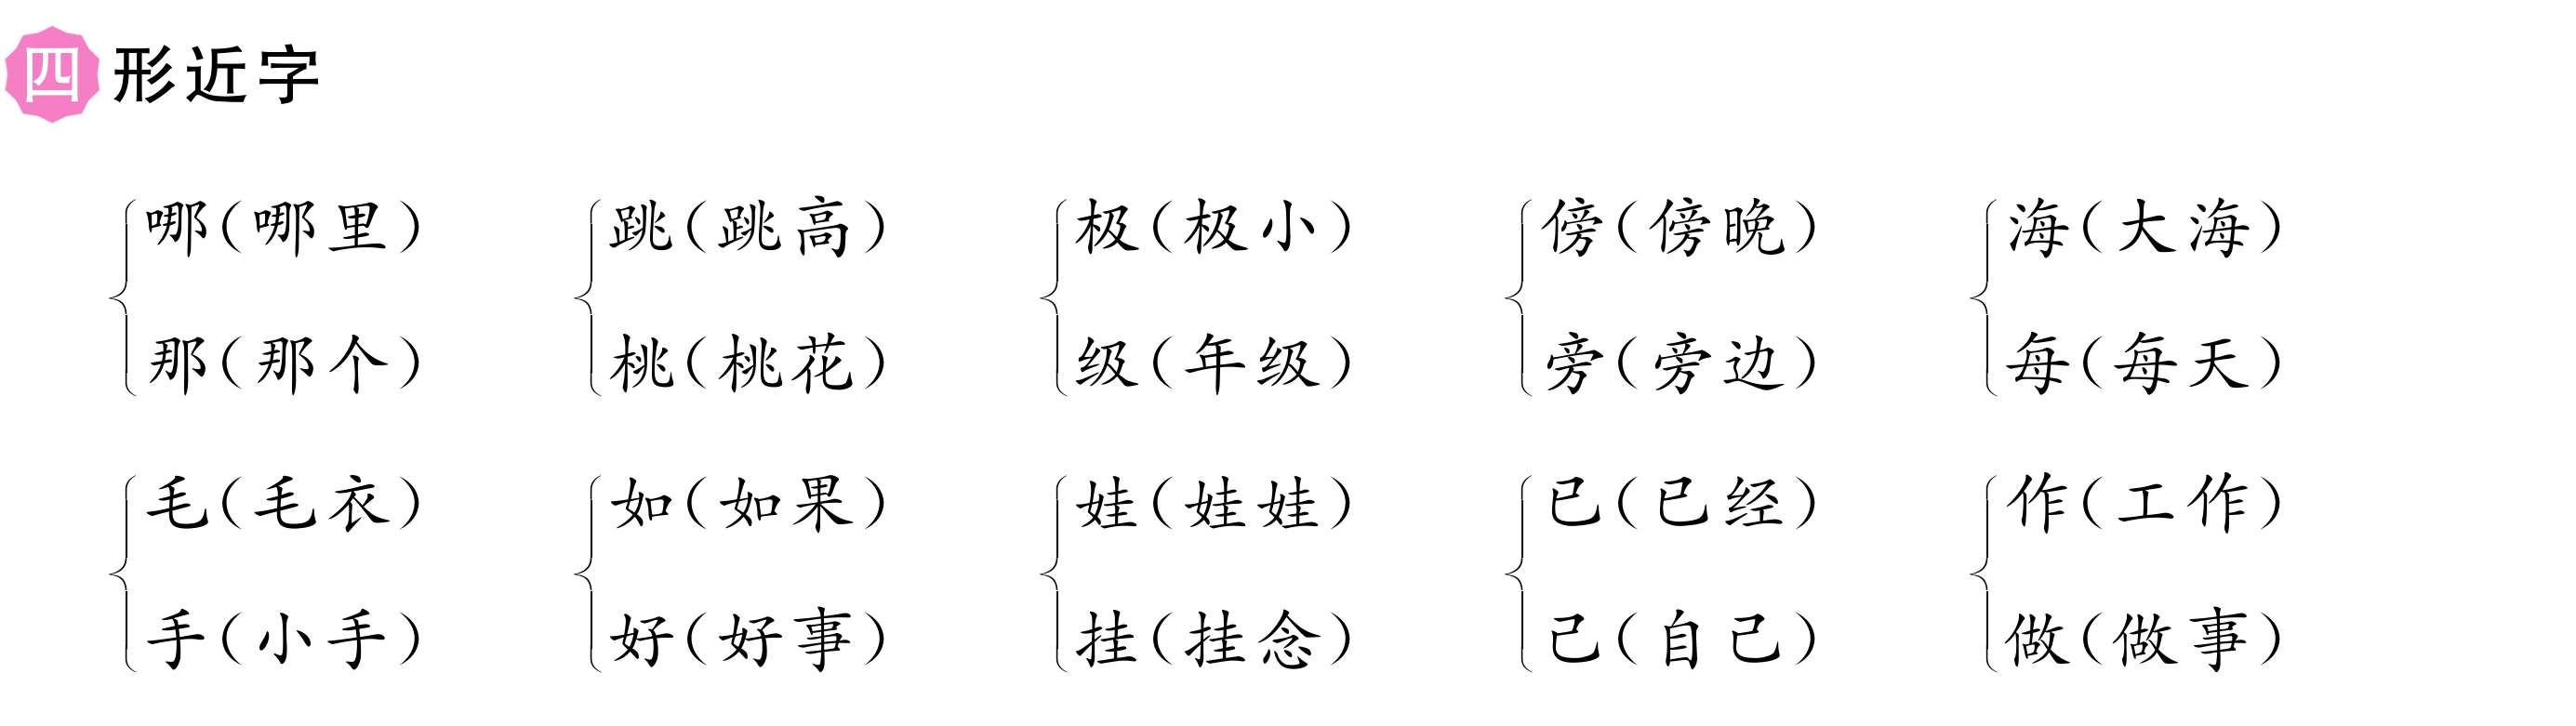 四 形近字
哪(哪里) 跳(跳高) 极(极小) 傍(傍晚) 海(大海)
那(那个) 桃(桃花) 级(年级) 旁(旁边) 每(每天)
毛(毛衣) 如(如果) 娃(娃娃) 已(已经) 作(工作)
手(小手) 好(好事) 挂(挂念) 己(自己) 做(做事)